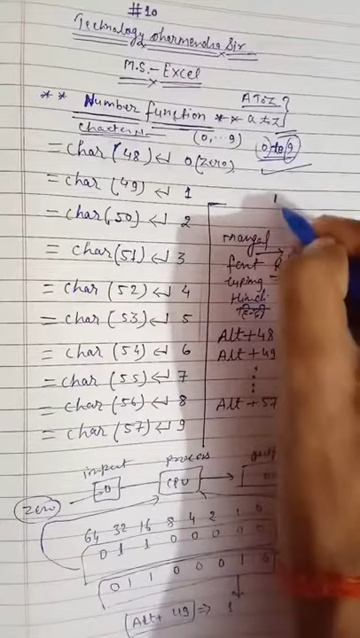 #10
Technology Dharmendra Sir
M.S.-Excel
** Number function **
A to Z
a to z
character
(0,...9)
0 to 9
=char(48)↵ 0(zero)
=char(49)↵ 1
=char(50)↵ 2
=char(51)↵ 3
=char(52)↵ 4
=char(53)↵ 5
=char(54)↵ 6
=char(55)↵ 7
=char(56)↵ 8
=char(57)↵ 9
mangal
font
typing
Hindi
Alt+48
Alt+49
Alt+57
input
process
CPU
zero
64 32 16 8 4 2 1 0
0 1 1 0 0 0 0 0
0 1 1 0 0 0 1 0
(Alt+49 => 1